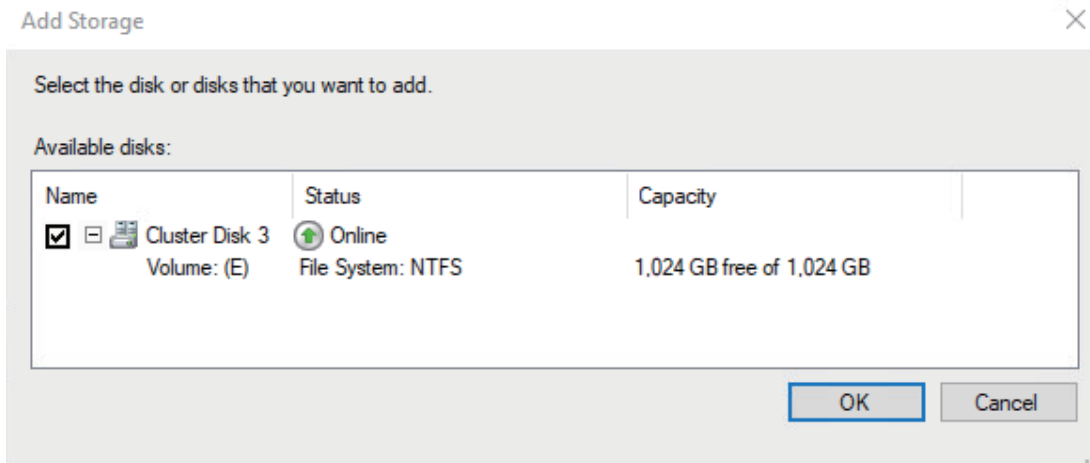 Add Storage
Select the disk or disks that you want to add.
Available disks:
Name Status Capacity
Cluster Disk 3 Online
Volume: (E) File System: NTFS 1,024 GB free of 1,024 GB
OK Cancel